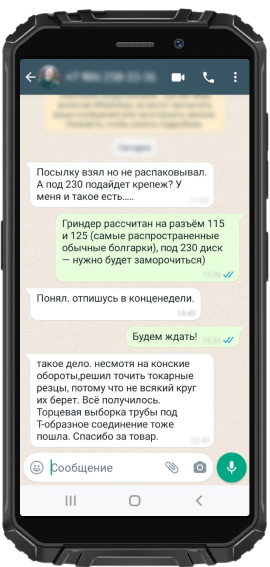 Посылку взял но не распаковывал.
А под 230 подайдет крепеж? У
меня и такое есть.....
Гриндер рассчитан на разъём 115
и 125 (самые распространенные
обычные болгарки), под 230 диск
— нужно будет заморочиться)
Понял. отпишусь в конценедели.
Будем ждать!
такое дело. несмотя на конские
обороты,решил точить токарные
резцы, потому что не всякий круг
их берет. Всё получилось.
Торцевая выборка трубы под
Т-образное соединение тоже
пошла. Спасибо за товар.
Сообщение